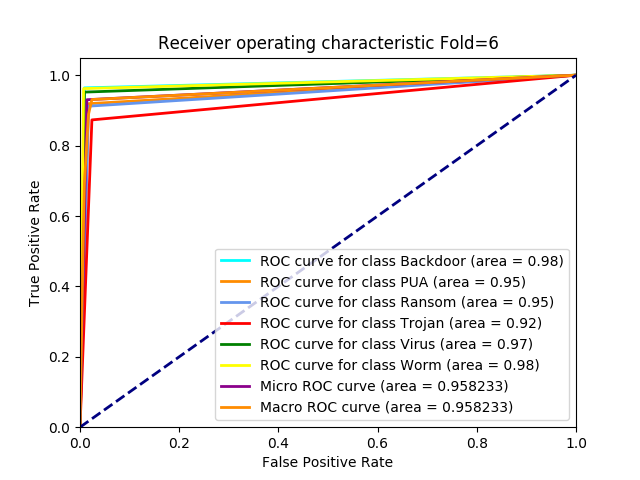 Receiver operating characteristic Fold=6
1.0
0.8
0.6
0.4
0.2
0.0
True Positive Rate
ROC curve for class Backdoor (area = 0.98)
ROC curve for class PUA (area = 0.95)
ROC curve for class Ransom (area = 0.95)
ROC curve for class Trojan (area = 0.92)
ROC curve for class Virus (area = 0.97)
ROC curve for class Worm (area = 0.98)
Micro ROC curve (area = 0.958233)
Macro ROC curve (area = 0.958233)
0.0 0.2 0.4 0.6 0.8 1.0
False Positive Rate